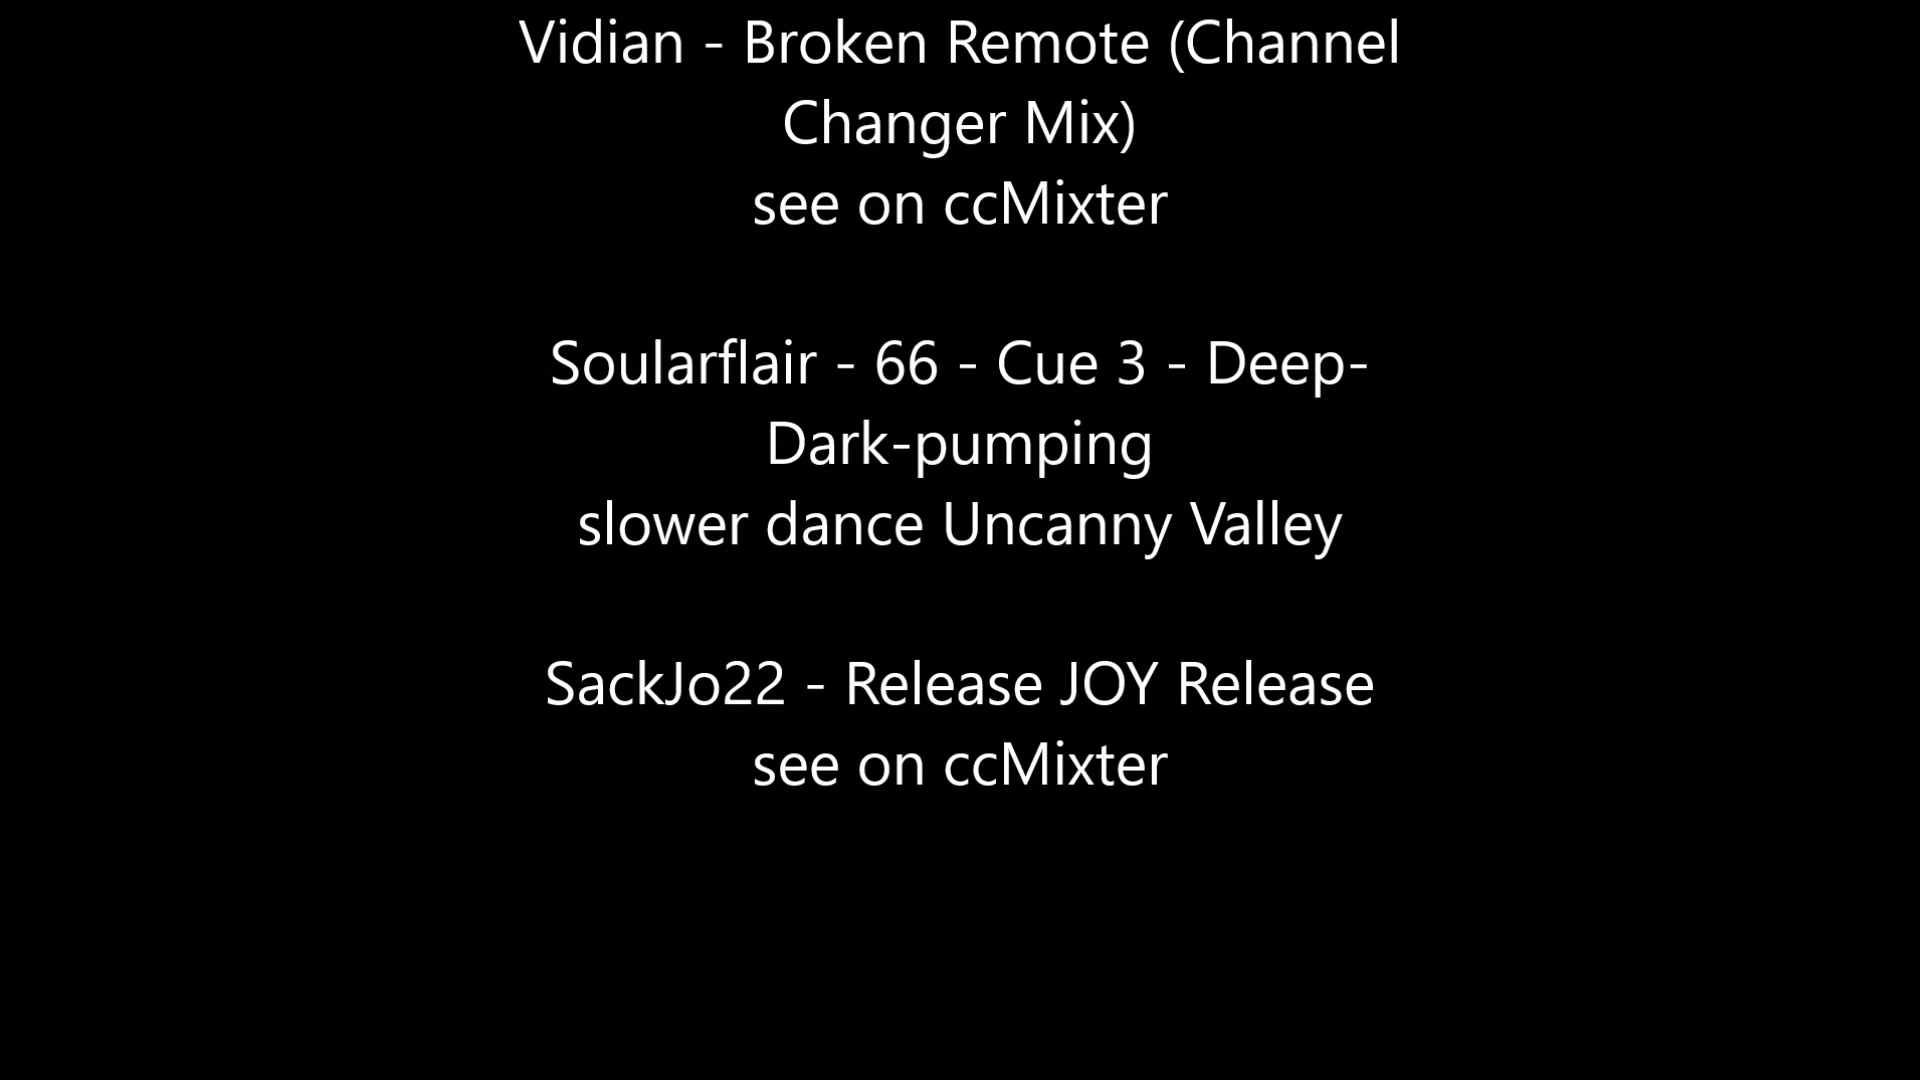 Vidian - Broken Remote (Channel
Changer Mix)
see on ccMixter
Soularflair - 66 - Cue 3 - Deep-
Dark-pumping
slower dance Uncanny Valley
SackJo22 - Release JOY Release
see on ccMixter